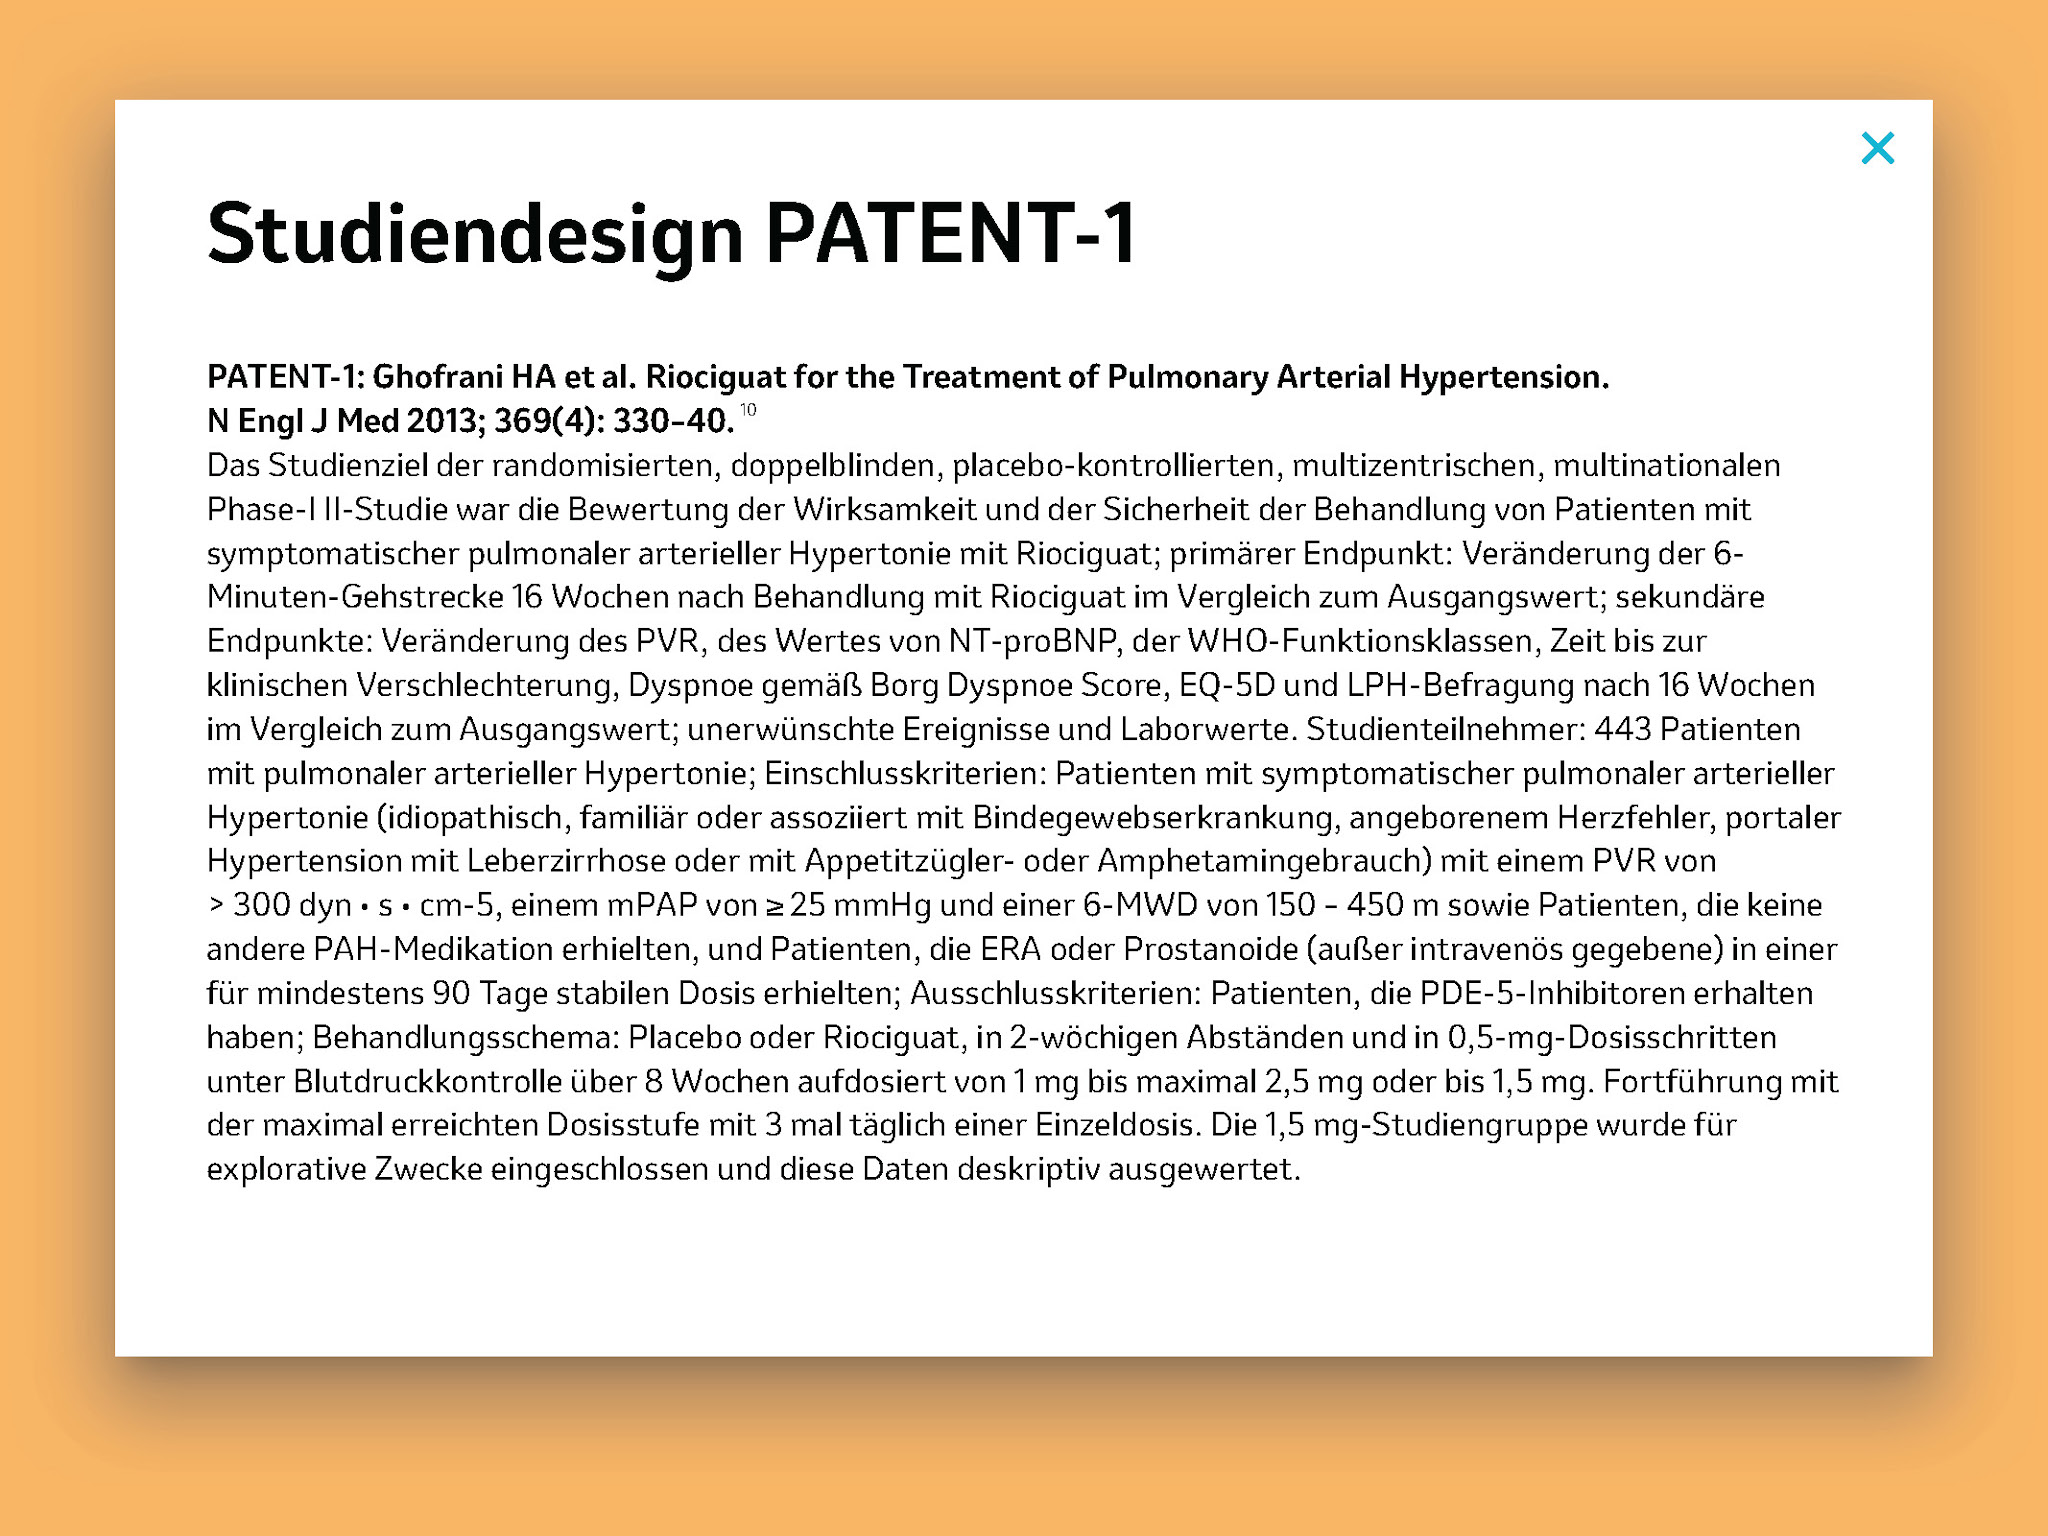 Studiendesign PATENT-1
PATENT-1: Ghofrani HA et al. Riociguat for the Treatment of Pulmonary Arterial Hypertension.
N Engl J Med 2013; 369(4): 330–40. 10
Das Studienziel der randomisierten, doppelblinden, placebo-kontrollierten, multizentrischen, multinationalen
Phase-I II-Studie war die Bewertung der Wirksamkeit und der Sicherheit der Behandlung von Patienten mit
symptomatischer pulmonaler arterieller Hypertonie mit Riociguat; primärer Endpunkt: Veränderung der 6-
Minuten-Gehstrecke 16 Wochen nach Behandlung mit Riociguat im Vergleich zum Ausgangswert; sekundäre
Endpunkte: Veränderung des PVR, des Wertes von NT-proBNP, der WHO-Funktionsklassen, Zeit bis zur
klinischen Verschlechterung, Dyspnoe gemäß Borg Dyspnoe Score, EQ-5D und LPH-Befragung nach 16 Wochen
im Vergleich zum Ausgangswert; unerwünschte Ereignisse und Laborwerte. Studienteilnehmer: 443 Patienten
mit pulmonaler arterieller Hypertonie; Einschlusskriterien: Patienten mit symptomatischer pulmonaler arterieller
Hypertonie (idiopathisch, familiär oder assoziiert mit Bindegewebserkrankung, angeborenem Herzfehler, portaler
Hypertension mit Leberzirrhose oder mit Appetitzügler- oder Amphetamingebrauch) mit einem PVR von
> 300 dyn • s • cm-5, einem mPAP von ≥ 25 mmHg und einer 6-MWD von 150 – 450 m sowie Patienten, die keine
andere PAH-Medikation erhielten, und Patienten, die ERA oder Prostanoide (außer intravenös gegebene) in einer
für mindestens 90 Tage stabilen Dosis erhielten; Ausschlusskriterien: Patienten, die PDE-5-Inhibitoren erhalten
haben; Behandlungsschema: Placebo oder Riociguat, in 2-wöchigen Abständen und in 0,5-mg-Dosisschritten
unter Blutdruckkontrolle über 8 Wochen aufdosiert von 1 mg bis maximal 2,5 mg oder bis 1,5 mg. Fortführung mit
der maximal erreichten Dosisstufe mit 3 mal täglich einer Einzeldosis. Die 1,5 mg-Studiengruppe wurde für
explorative Zwecke eingeschlossen und diese Daten deskriptiv ausgewertet.